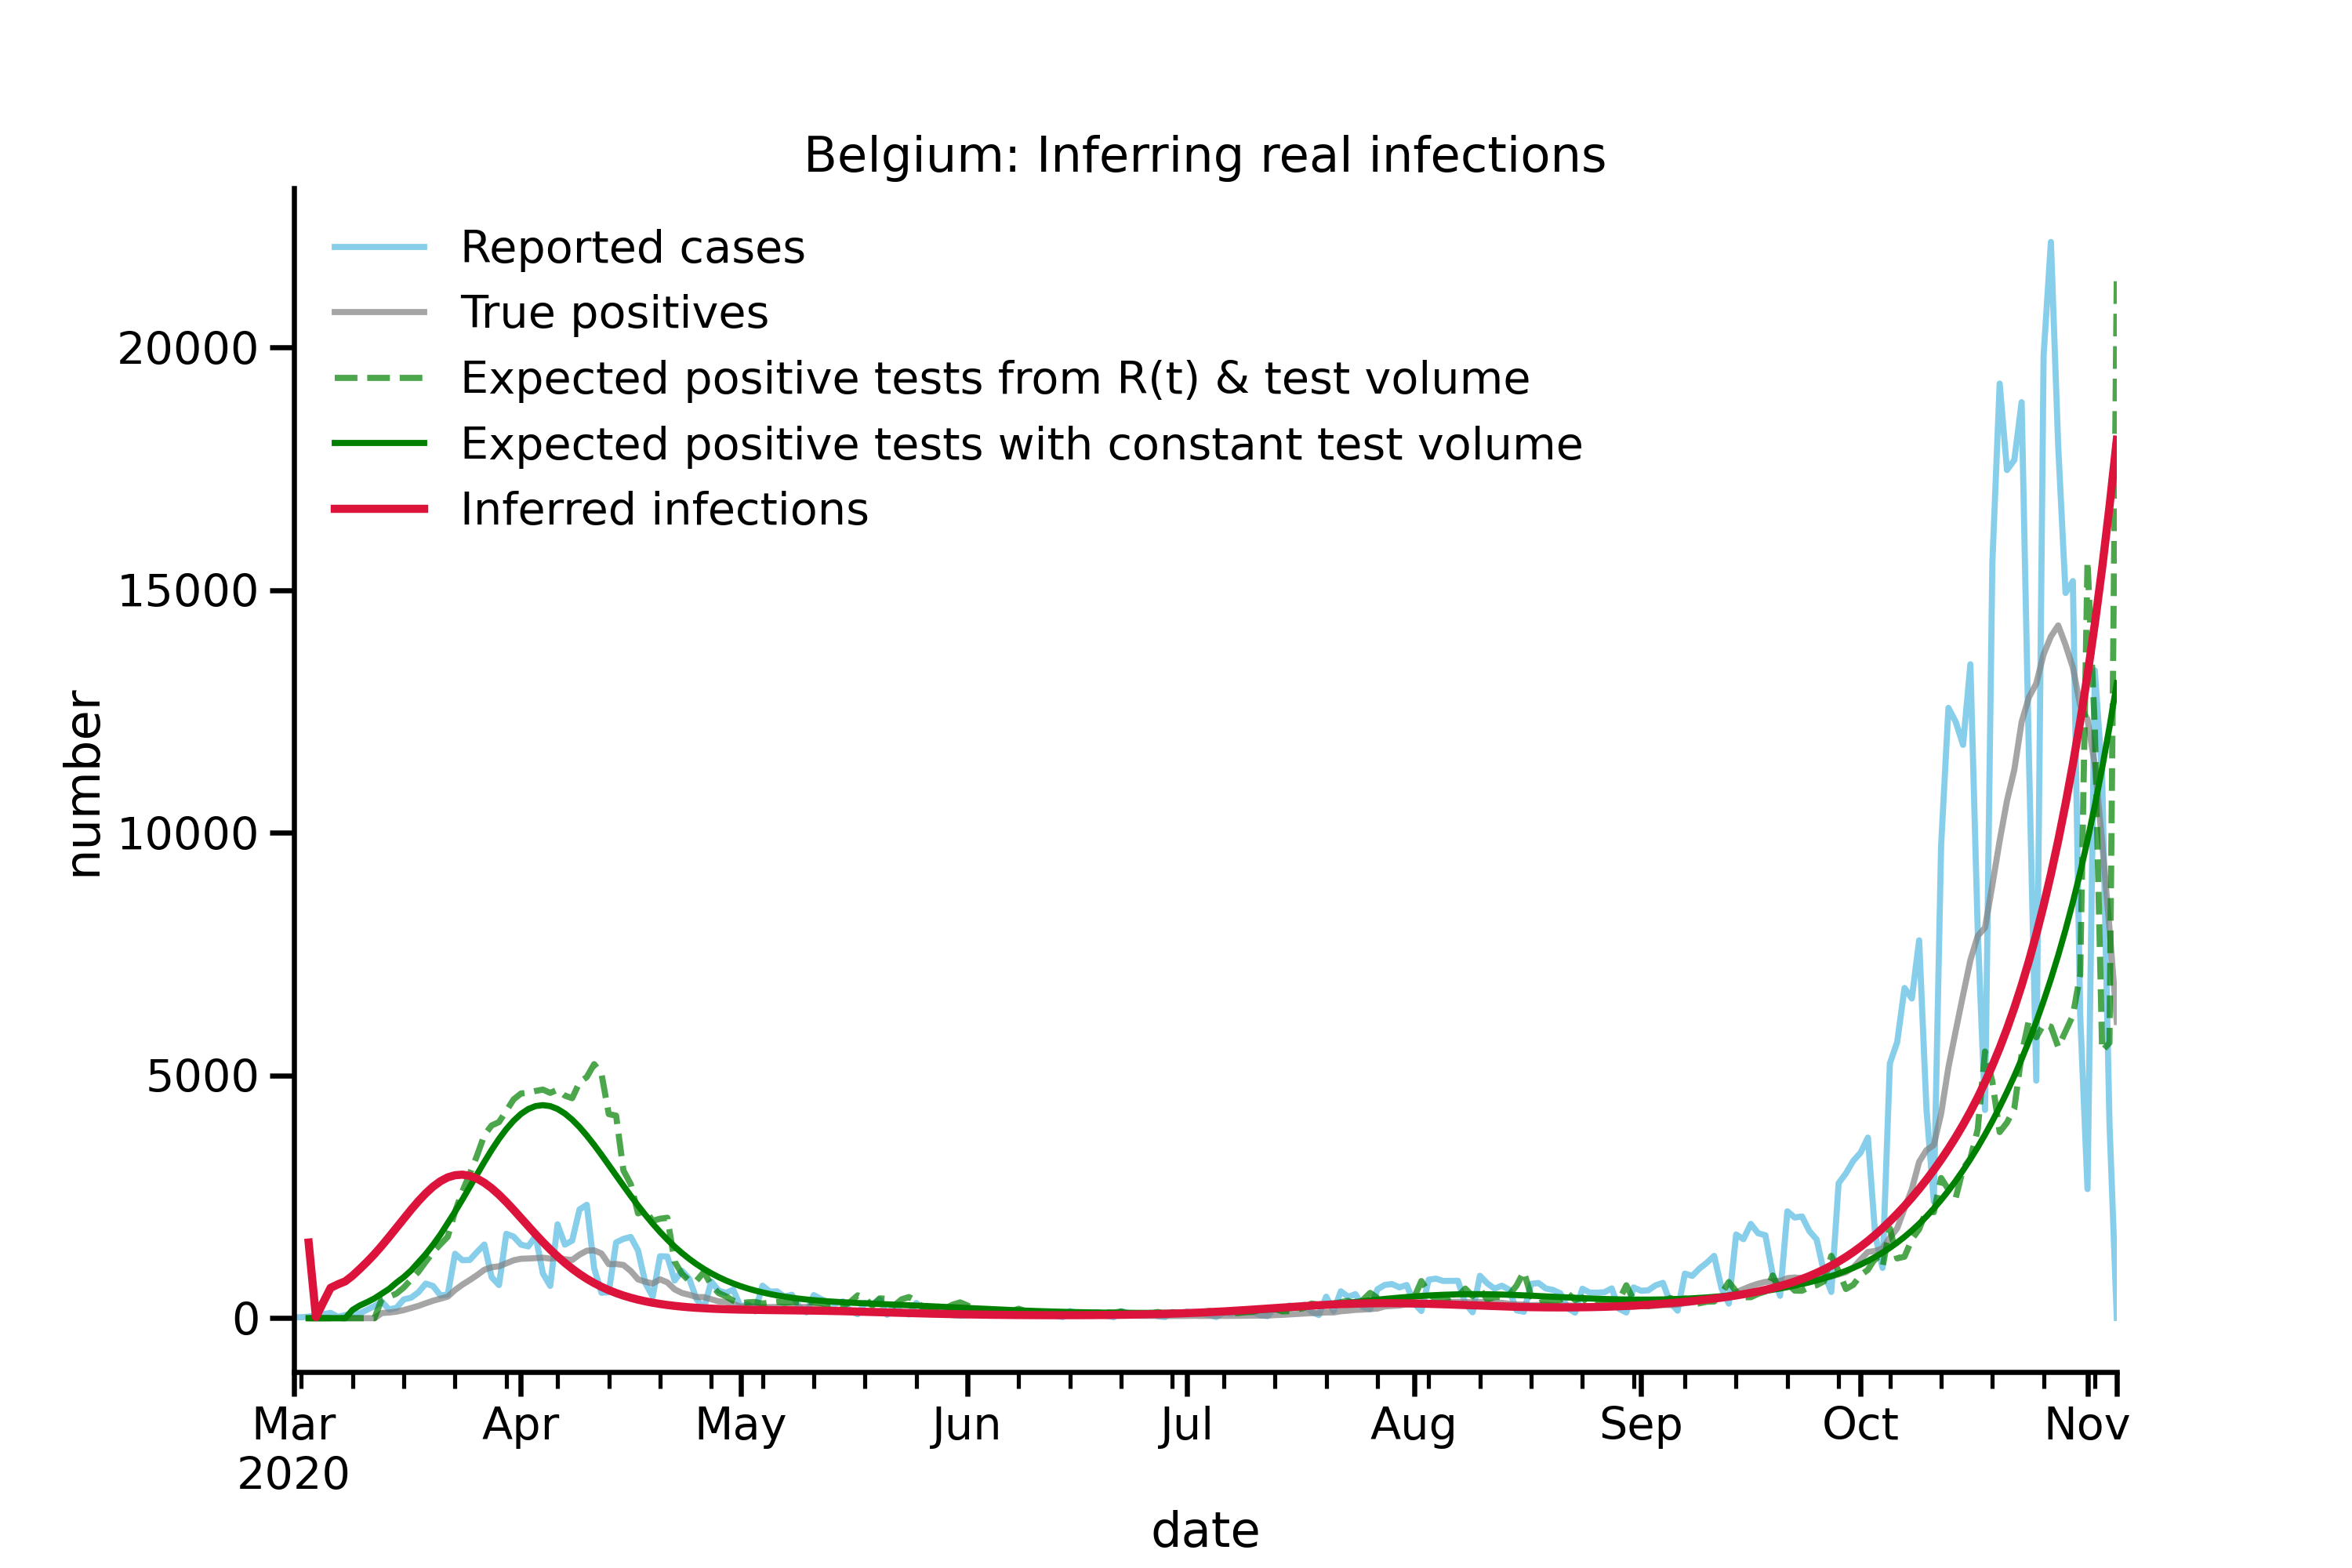 Belgium: Inferring real infections
Reported cases
True positives
Expected positive tests from R(t) & test volume
Expected positive tests with constant test volume
Inferred infections
20000
15000
10000
5000
0
number
Mar Apr May Jun Jul Aug Sep Oct Nov
2020
date